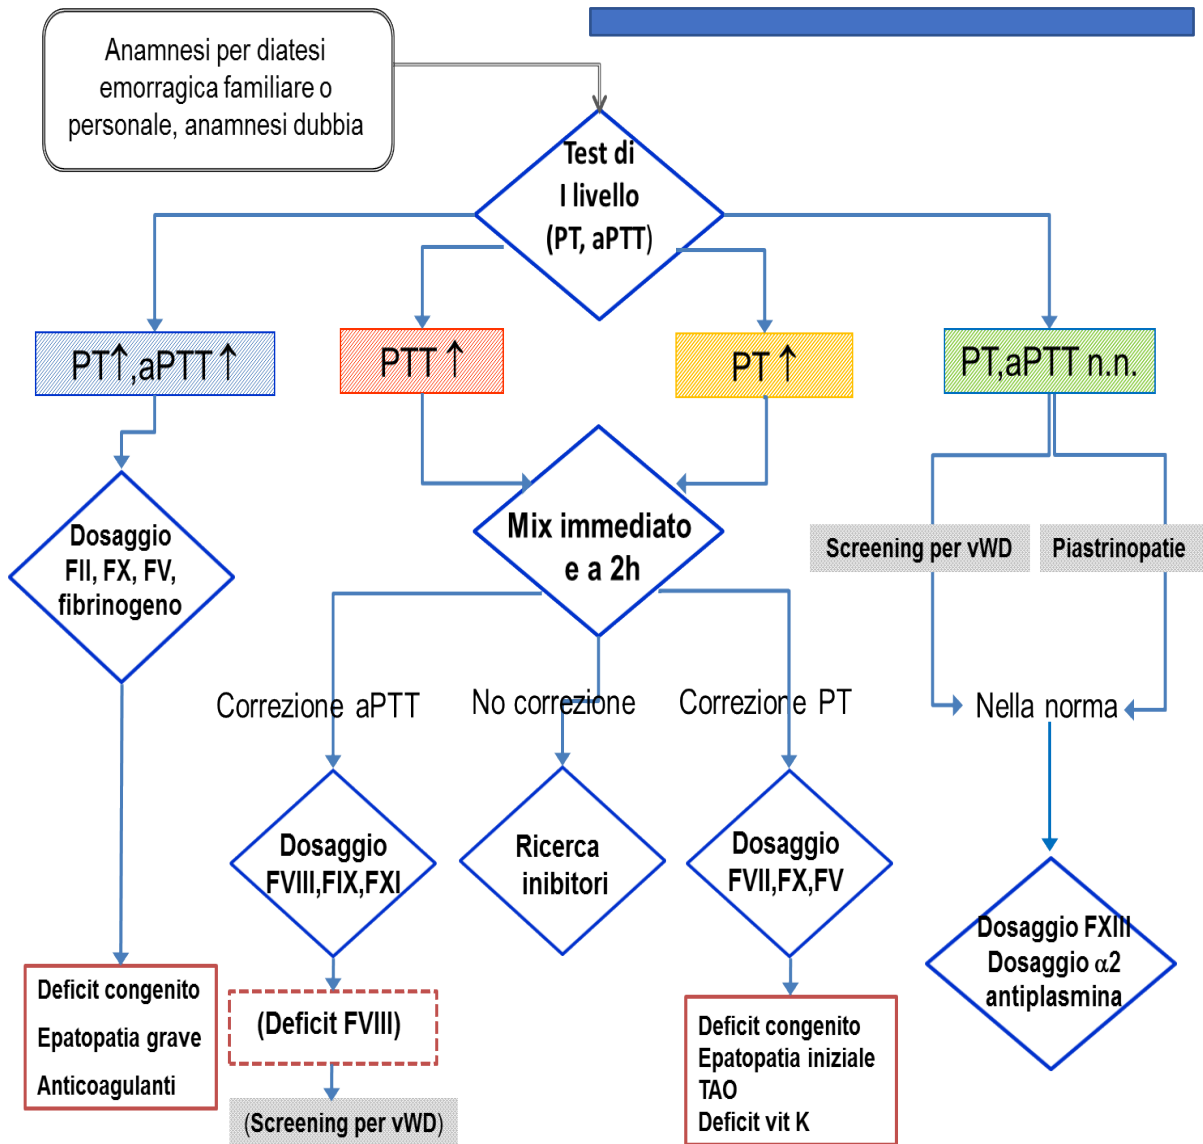 Anamnesi per diatesi
emorragica familiare o
personale, anamnesi dubbia
Test di
I livello
(PT, aPTT)
PT↑,aPTT ↑
PTT ↑
PT ↑
PT,aPTT n.n.
Dosaggio
FII, FX, FV,
fibrinogeno
Mix immediato
e a 2h
Screening per vWD
Piastrinopatie
Correzione aPTT
No correzione
Correzione PT
Nella norma
Dosaggio
FVIII,FIX,FXI
Ricerca
inibitori
Dosaggio
FVII,FX,FV
Dosaggio FXIII
Dosaggio α2
antiplasmina
Deficit congenito
Epatopatia grave
Anticoagulanti
(Deficit FVIII)
(Screening per vWD)
Deficit congenito
Epatopatia iniziale
TAO
Deficit vit K